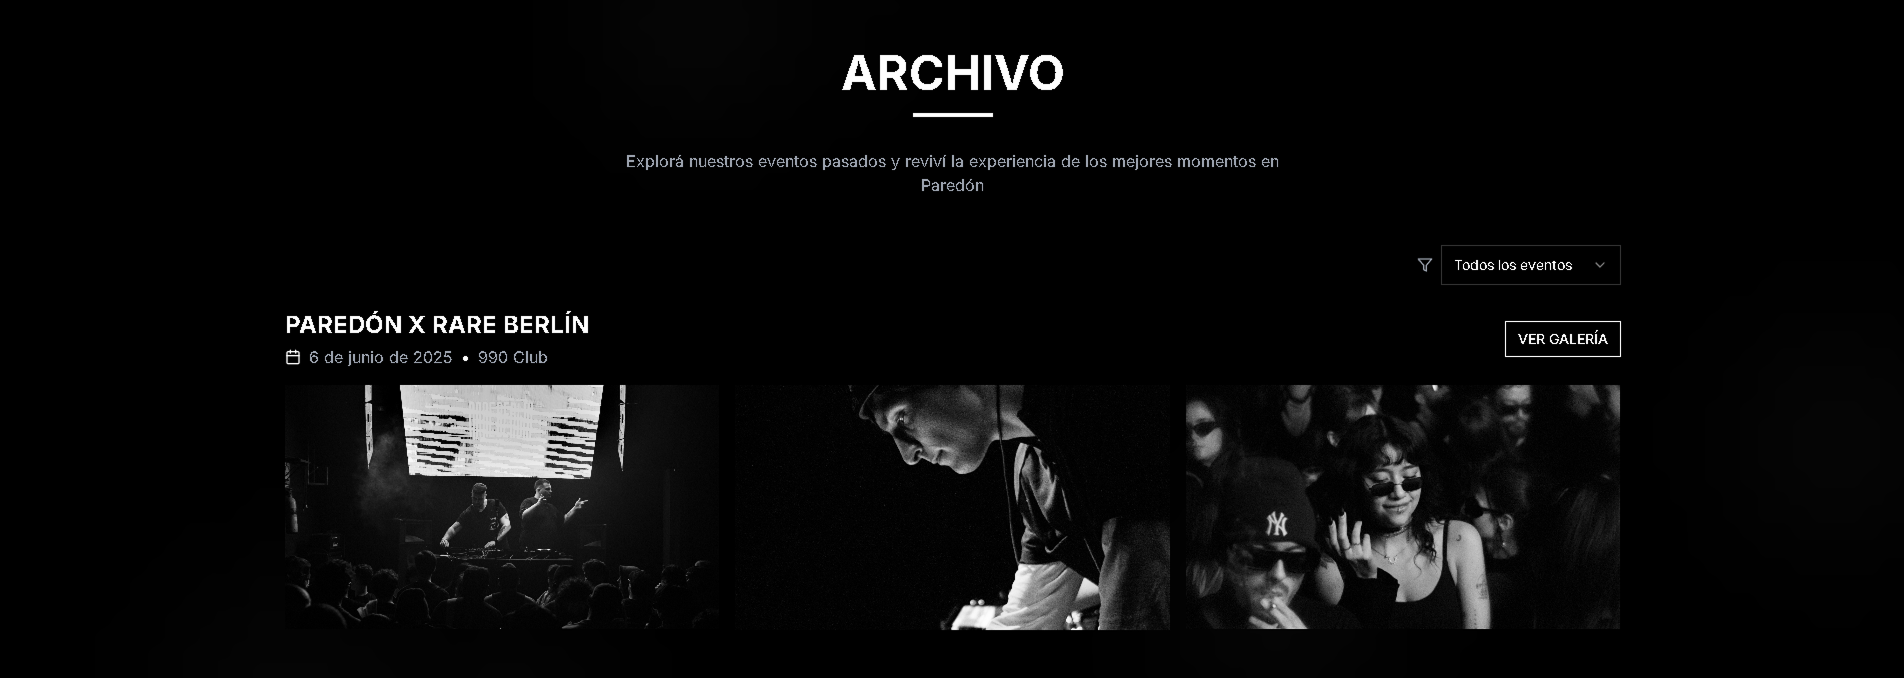 ARCHIVO
Explorá nuestros eventos pasados y reviví la experiencia de los mejores momentos en
Paredón
Todos los eventos
PAREDÓN X RARE BERLÍN
6 de junio de 2025 • 990 Club
VER GALERÍA
NY